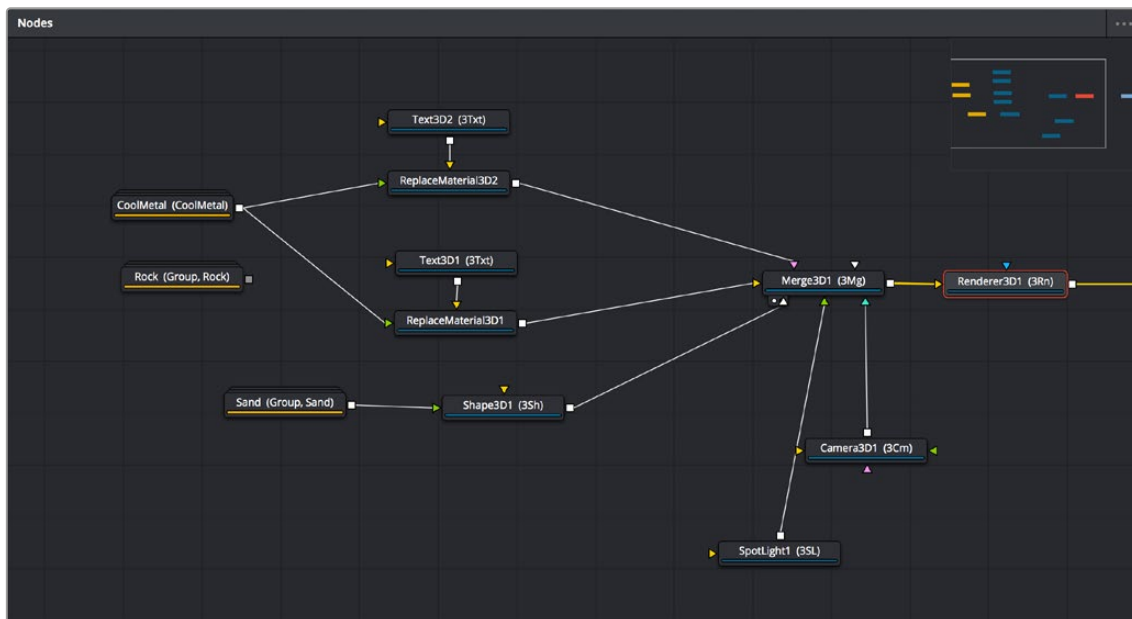 Nodes
Text3D2 (3Txt)
ReplaceMaterial3D2
CoolMetal (CoolMetal)
Text3D1 (3Txt)
Rock (Group, Rock)
Merge3D1 (3Mg)
Renderer3D1 (3Rn)
ReplaceMaterial3D1
Sand (Group, Sand)
Shape3D1 (3Sh)
Camera3D1 (3Cm)
SpotLight1 (3SL)